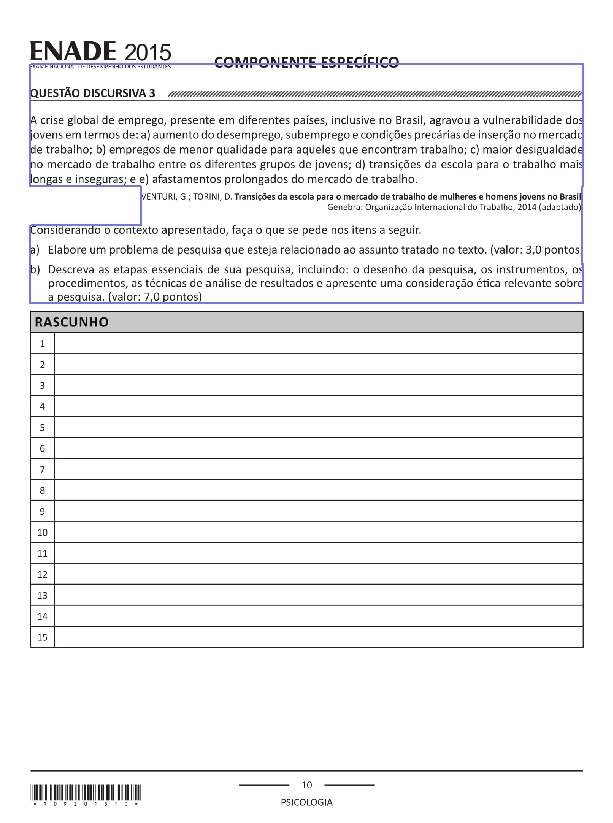 ENADE 2015
EXAME NACIONAL DE DESEMPENHO DOS ESTUDANTES
COMPONENTE ESPECÍFICO
QUESTÃO DISCURSIVA 3
A crise global de emprego, presente em diferentes países, inclusive no Brasil, agravou a vulnerabilidade dos
jovens em termos de: a) aumento do desemprego, subemprego e condições precárias de inserção no mercado
de trabalho; b) empregos de menor qualidade para aqueles que encontram trabalho; c) maior desigualdade
no mercado de trabalho entre os diferentes grupos de jovens; d) transições da escola para o trabalho mais
longas e inseguras; e e) afastamentos prolongados do mercado de trabalho.
VENTURI, G.; TORINI, D. Transições da escola para o mercado de trabalho de mulheres e homens jovens no Brasil
Genebra: Organização Internacional do Trabalho, 2014 (adaptado)
Considerando o contexto apresentado, faça o que se pede nos itens a seguir.
a) Elabore um problema de pesquisa que esteja relacionado ao assunto tratado no texto. (valor: 3,0 pontos
b) Descreva as etapas essenciais de sua pesquisa, incluindo: o desenho da pesquisa, os instrumentos, os
procedimentos, as técnicas de análise de resultados e apresente uma consideração ética relevante sobre
a pesquisa. (valor: 7,0 pontos)
RASCUNHO
1
2
3
4
5
6
7
8
9
10
11
12
13
14
15
10
PSICOLOGIA